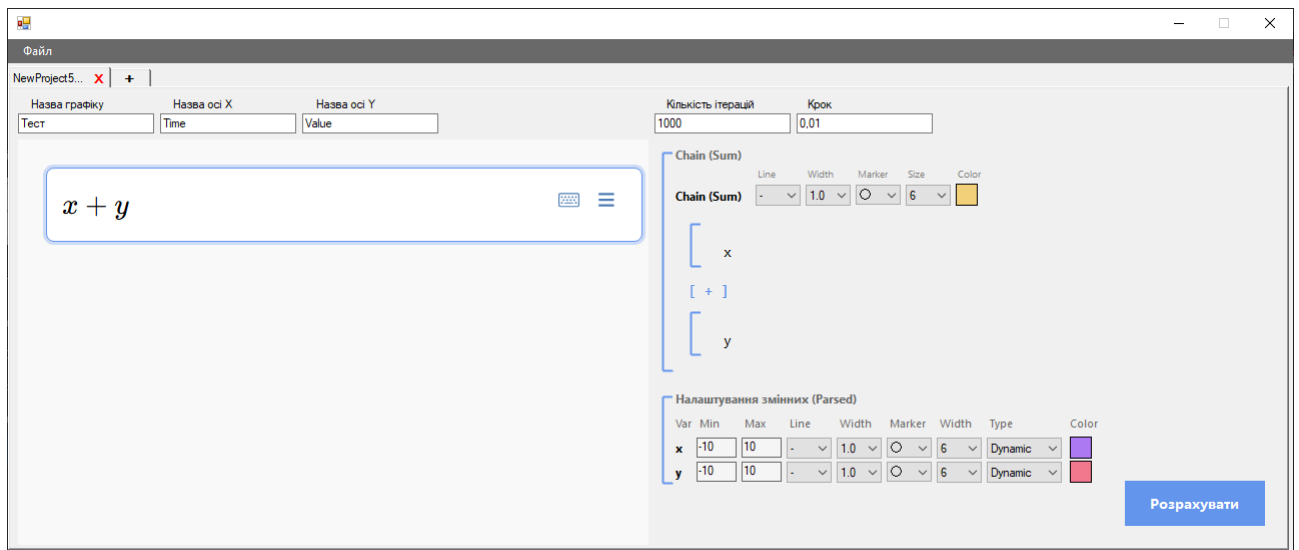 Файл
NewProject5... X +
Назва графіку Назва осі X Назва осі Y Кількість ітерацій Крок
Тест Time Value 1000 0,01
x + y
Chain (Sum)
Line Width Marker Size Color
Chain (Sum) - 1.0 O 6
x
[ + ]
y
Налаштування змінних (Parsed)
Var Min Max Line Width Marker Width Type Color
x -10 10 - 1.0 O 6 Dynamic
y -10 10 - 1.0 O 6 Dynamic
Розрахувати